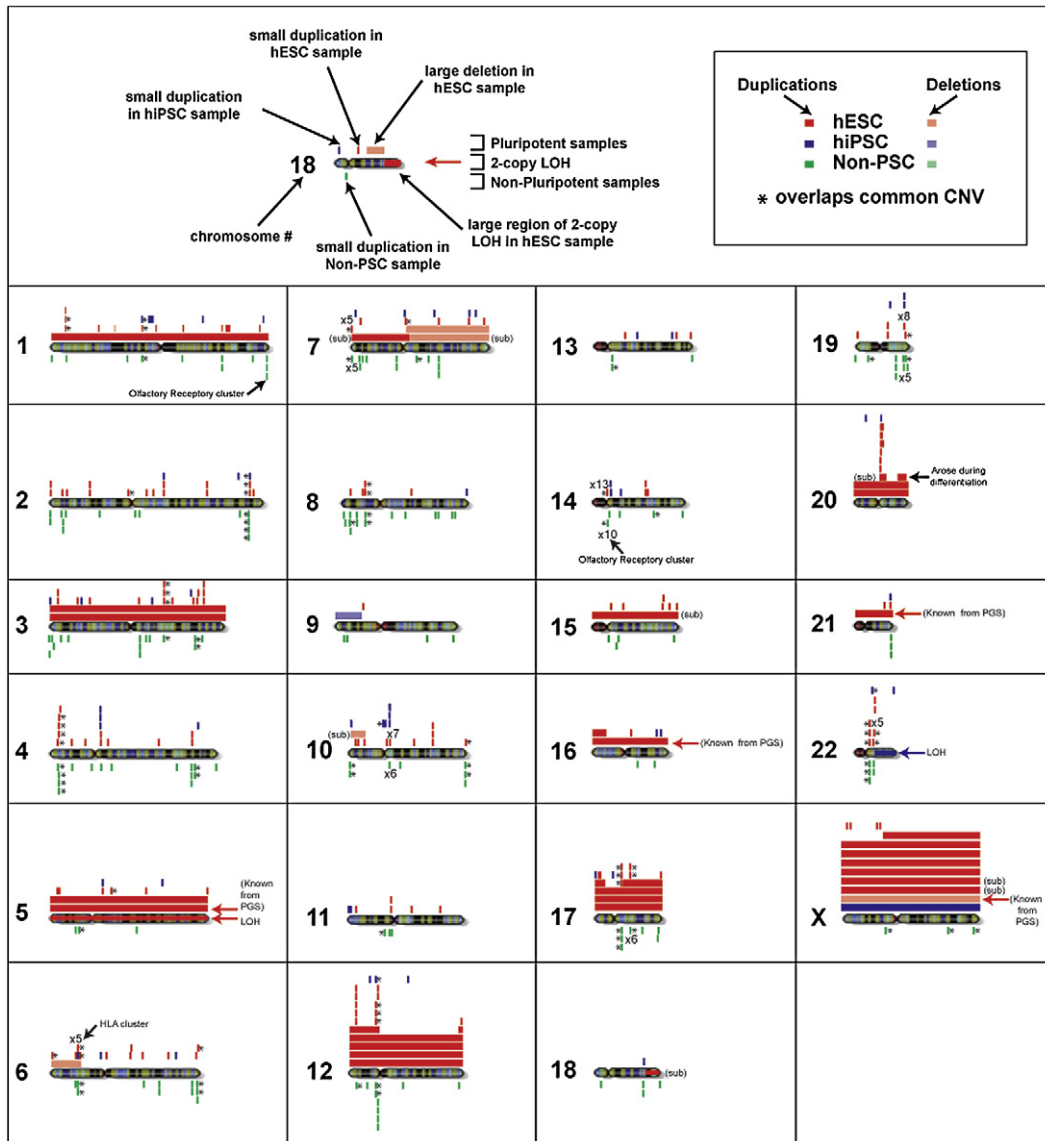 small duplication in
hESC sample
large deletion in
hESC sample
small duplication
in hiPSC sample
18
Pluripotent samples
2-copy LOH
Non-Pluripotent samples
chromosome #
small duplication in
Non-PSC sample
large region of 2-copy
LOH in hESC sample
Duplications
Deletions
hESC
hiPSC
Non-PSC
* overlaps common CNV
1
Olfactory Receptory cluster
7
x5
(sub)
(sub)
x5
13
19
x8
x5
2
8
14
x13
x10
Olfactory Receptory cluster
20
(sub)
Arose during
differentiation
3
9
15
(sub)
21
(Known from PGS)
4
10
(sub)
x7
x6
16
(Known from PGS)
22
x5
LOH
5
(Known
from
PGS)
LOH
11
17
x6
X
(sub)
(sub)
(Known
from
PGS)
6
x5
HLA cluster
12
18
(sub)